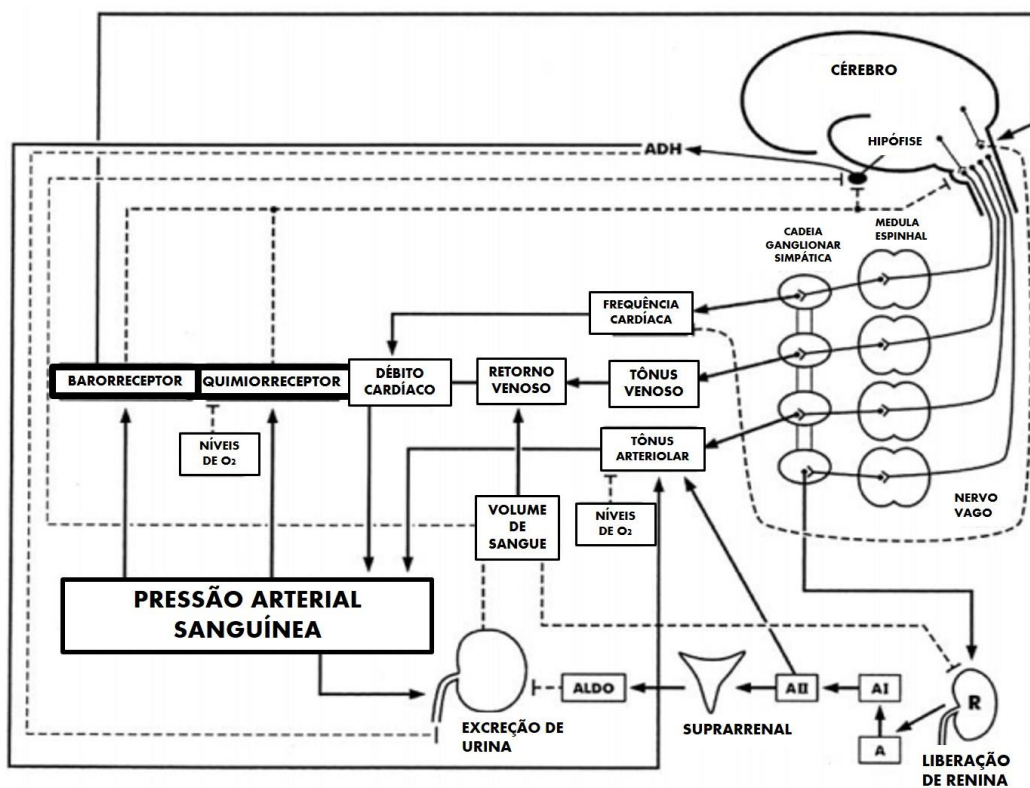 CÉREBRO
HIPÓFISE
ADH
CADEIA
GANGLIONAR
SIMPÁTICA
MEDULA
ESPINHAL
FREQUÊNCIA
CARDÍACA
BARORRECEPTOR
QUIMIORRECEPTOR
DÉBITO
CARDÍACO
RETORNO
VENOSO
TÔNUS
VENOSO
NÍVEIS
DE O₂
TÔNUS
ARTERIOLAR
VOLUME
DE
SANGUE
NÍVEIS
DE O₂
NERVO
VAGO
PRESSÃO ARTERIAL
SANGUÍNEA
EXCREÇÃO DE
URINA
ALDO
SUPRARRENAL
AII
AI
A
R
LIBERAÇÃO
DE RENINA